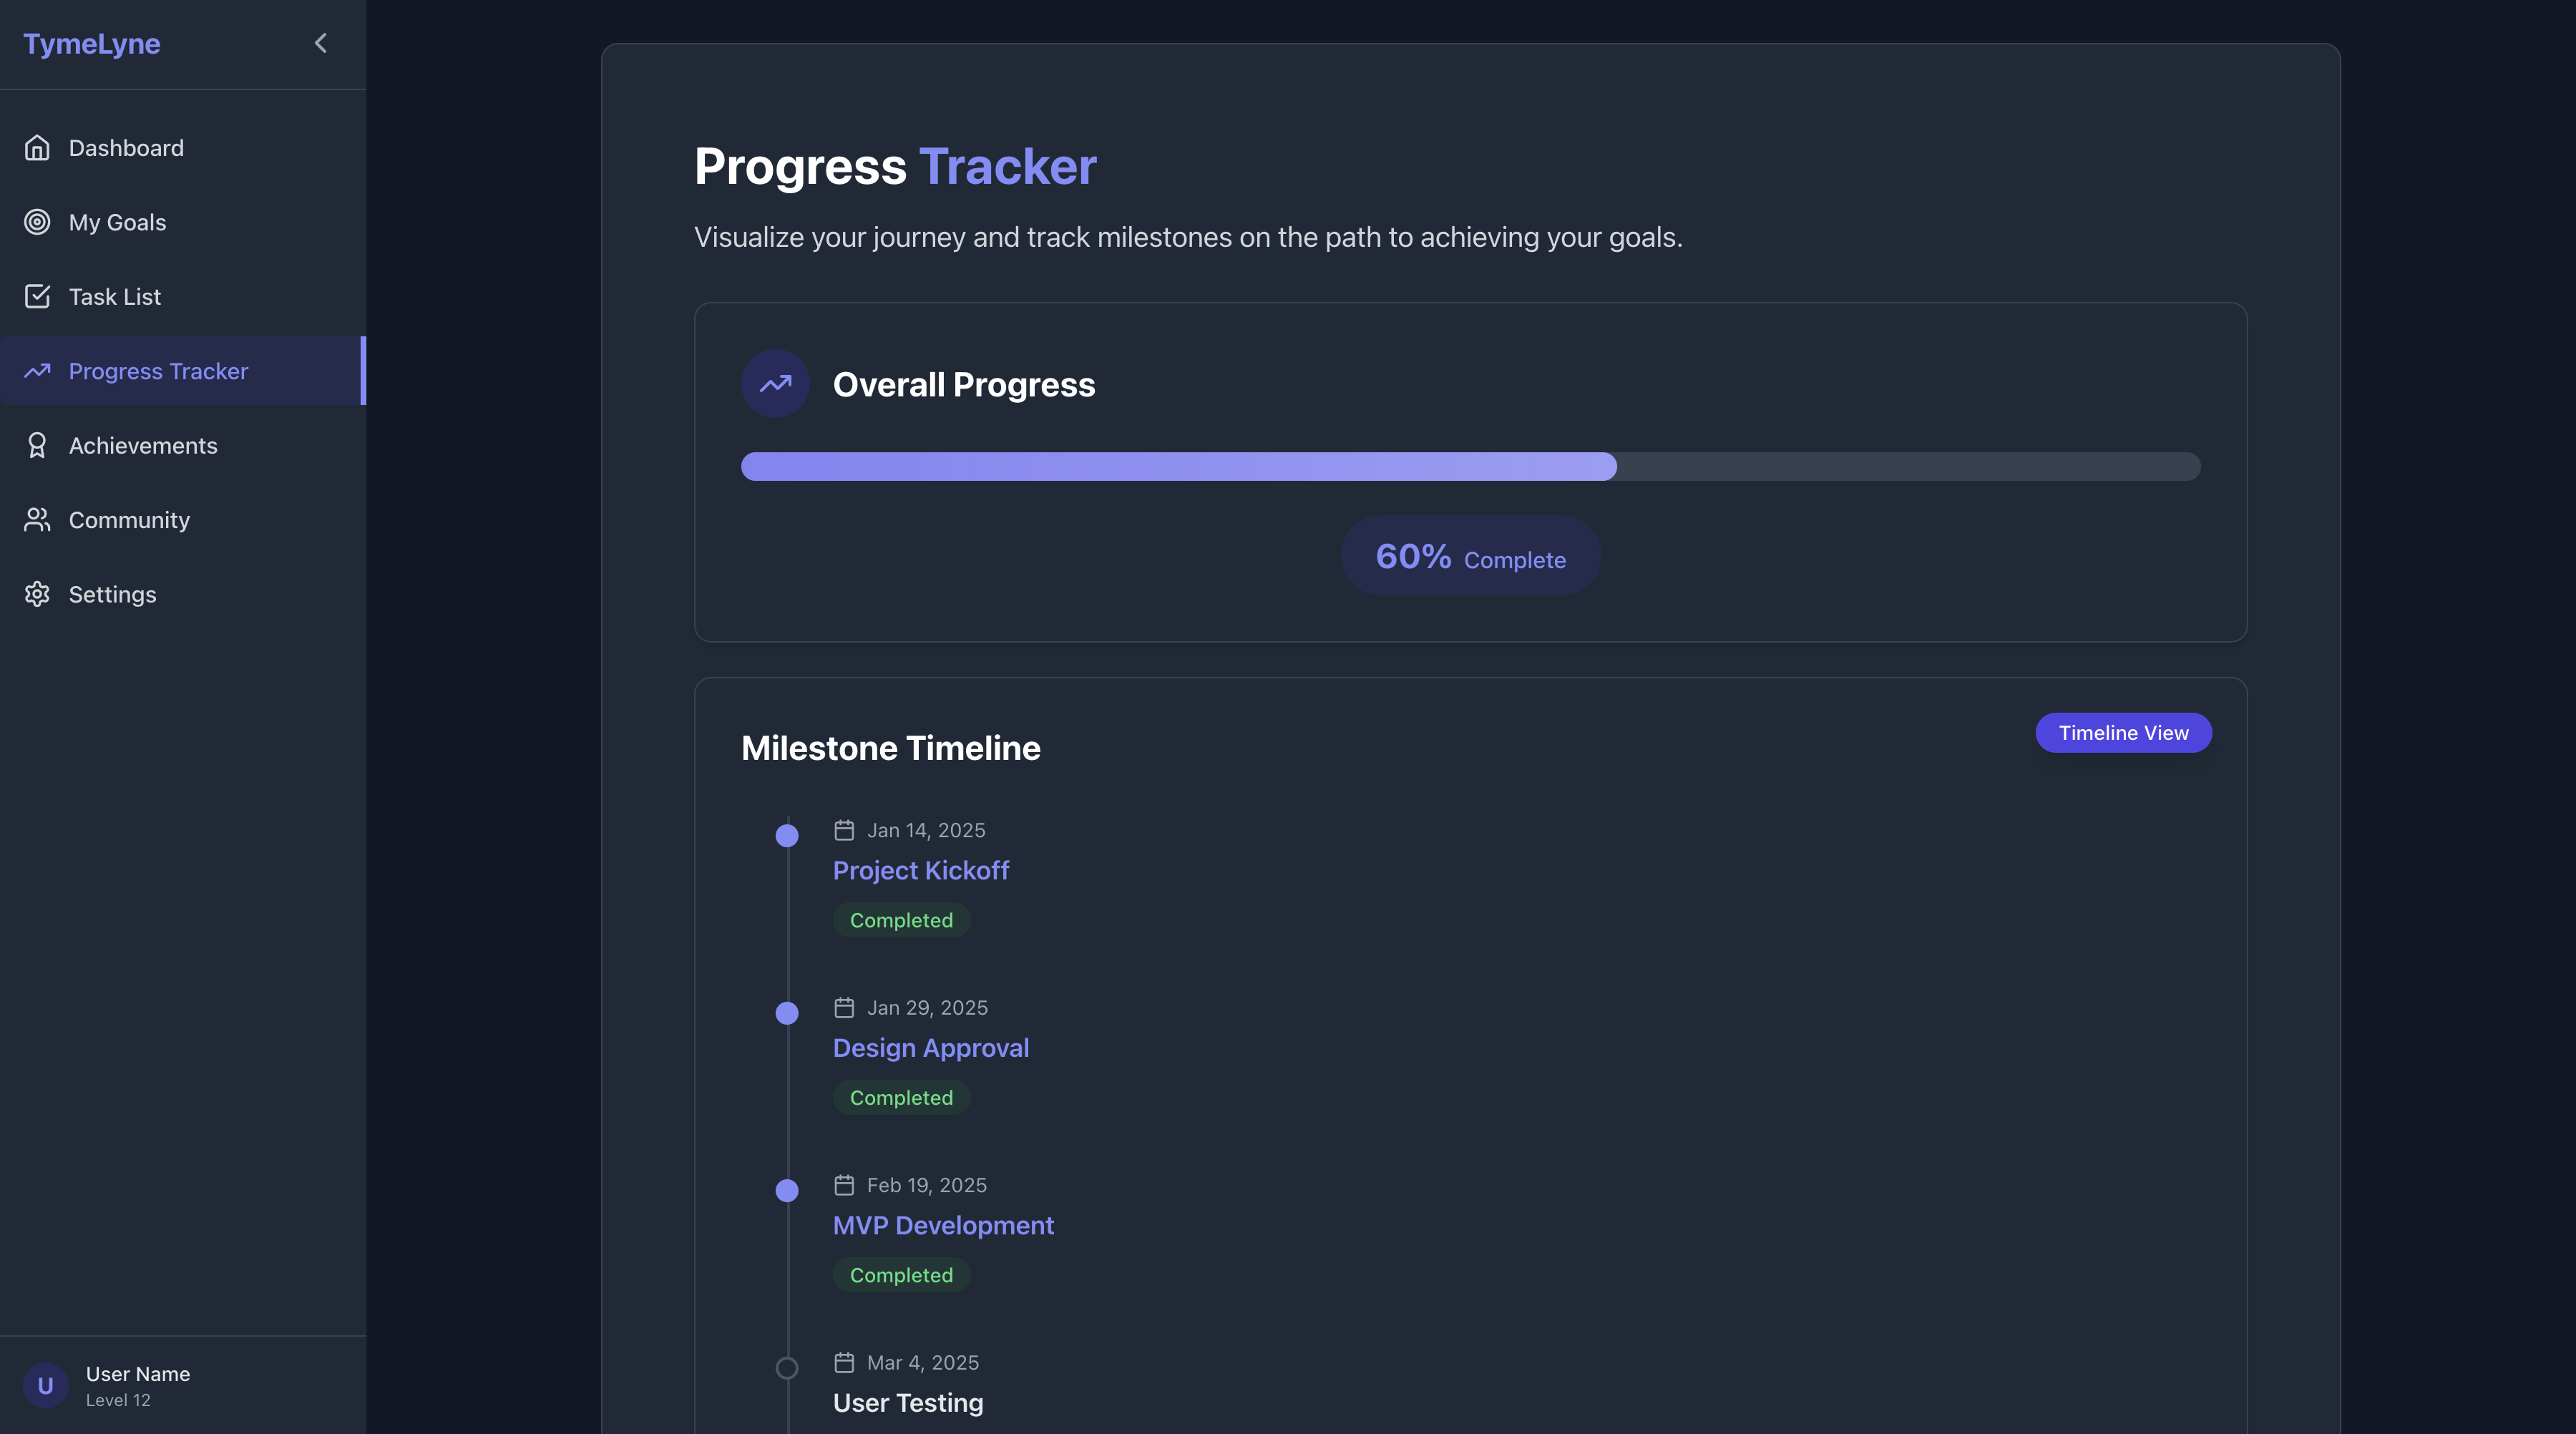 TymeLyne
Dashboard
My Goals
Task List
Progress Tracker
Achievements
Community
Settings
U
User Name
Level 12
Progress Tracker
Visualize your journey and track milestones on the path to achieving your goals.
Overall Progress
60% Complete
Milestone Timeline
Timeline View
Jan 14, 2025
Project Kickoff
Completed
Jan 29, 2025
Design Approval
Completed
Feb 19, 2025
MVP Development
Completed
Mar 4, 2025
User Testing